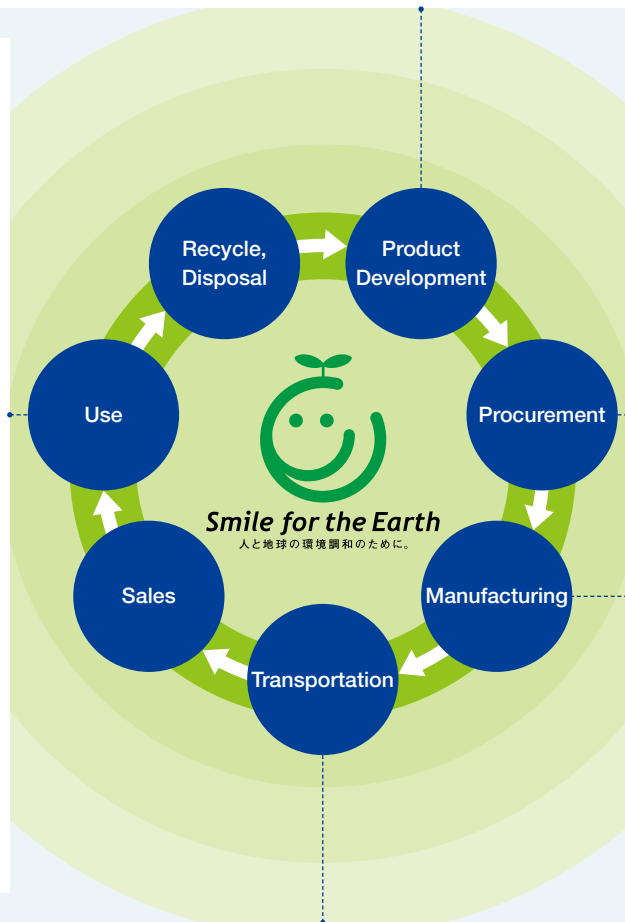 Recycle,
Disposal
Product
Development
Use
Procurement
Smile for the Earth
人と地球の環境調和のために。
Sales
Manufacturing
Transportation